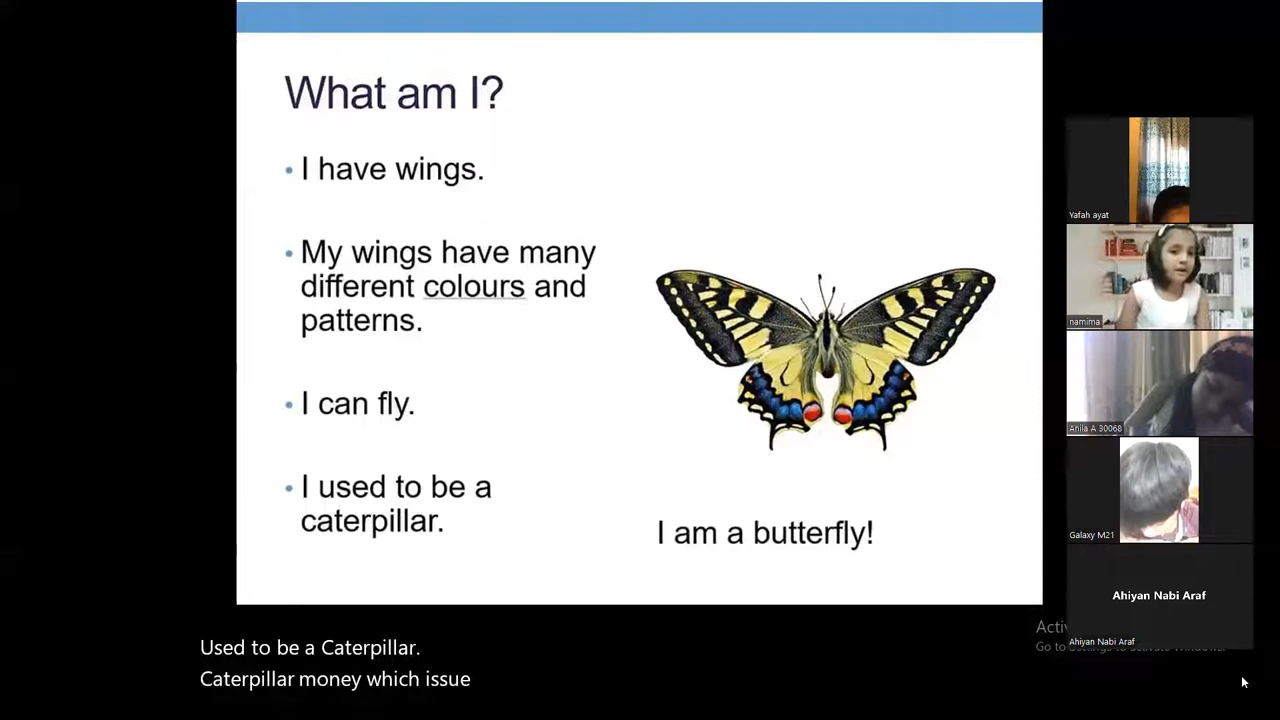 What am I?
• I have wings.
• My wings have many
different colours and
patterns.
• I can fly.
• I used to be a
caterpillar.
I am a butterfly!
Yafah ayat
namima
Anila A 30068
Galaxy M21
Ahiyan Nabi Araf
Ahiyan Nabi Araf
Used to be a Caterpillar.
Caterpillar money which issue